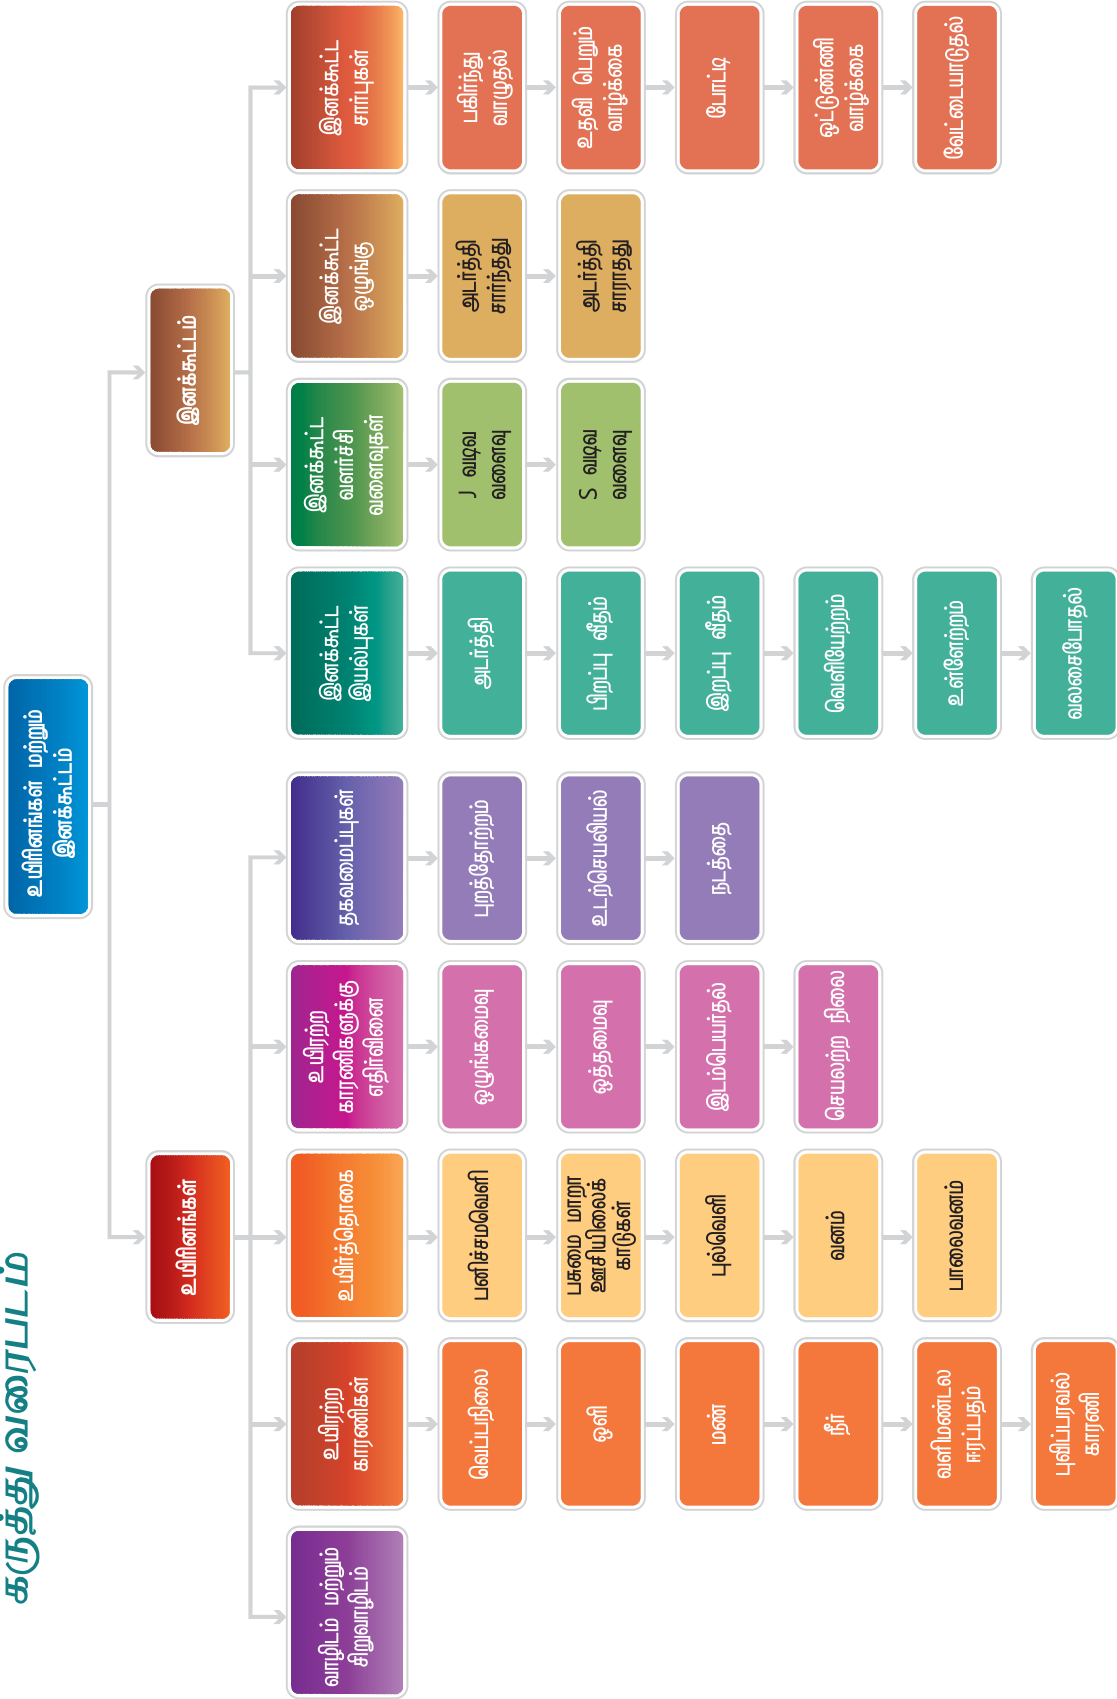 கருத்து வரைபடம்
உயிரினங்கள் மற்றும்
இனக்கூட்டம்
உயிரினங்கள்
இனக்கூட்டம்
வாழிடம் மற்றும்
சிறுவாழிடம்
உயிரற்ற
காரணிகள்
வெப்பநிலை
ஒளி
மண்
நீர்
வளிமண்டல
ஈரப்பதம்
புவிப்பரவல்
காரணி
உயிர்த்தொகை
பனிச்சமவெளி
பசுமை மாறா
ஊசியிலைக்
காடுகள்
புல்வெளி
வனம்
பாலைவனம்
உயிரற்ற
காரணிகளுக்கு
எதிர்வினை
ஒழுங்கமைவு
ஒத்தமைவு
இடம்பெயர்தல்
செயலற்ற நிலை
தகவமைப்புகள்
புறத்தோற்றம்
உடற்செயலியல்
நடத்தை
இனக்கூட்ட
இயல்புகள்
அடர்த்தி
பிறப்பு வீதம்
இறப்பு வீதம்
வெளியேற்றம்
உள்ளேற்றம்
வலசைபோதல்
இனக்கூட்ட
வளர்ச்சி
வளைவுகள்
J வடிவ
வளைவு
S வடிவ
வளைவு
இனக்கூட்ட
ஒழுங்கு
அடர்த்தி
சார்ந்தது
அடர்த்தி
சாராதது
இனக்கூட்ட
சார்புகள்
பகிர்ந்து
வாழுதல்
உதவி பெறும்
வாழ்க்கை
போட்டி
ஒட்டுண்ணி
வாழ்க்கை
வேட்டையாடுதல்